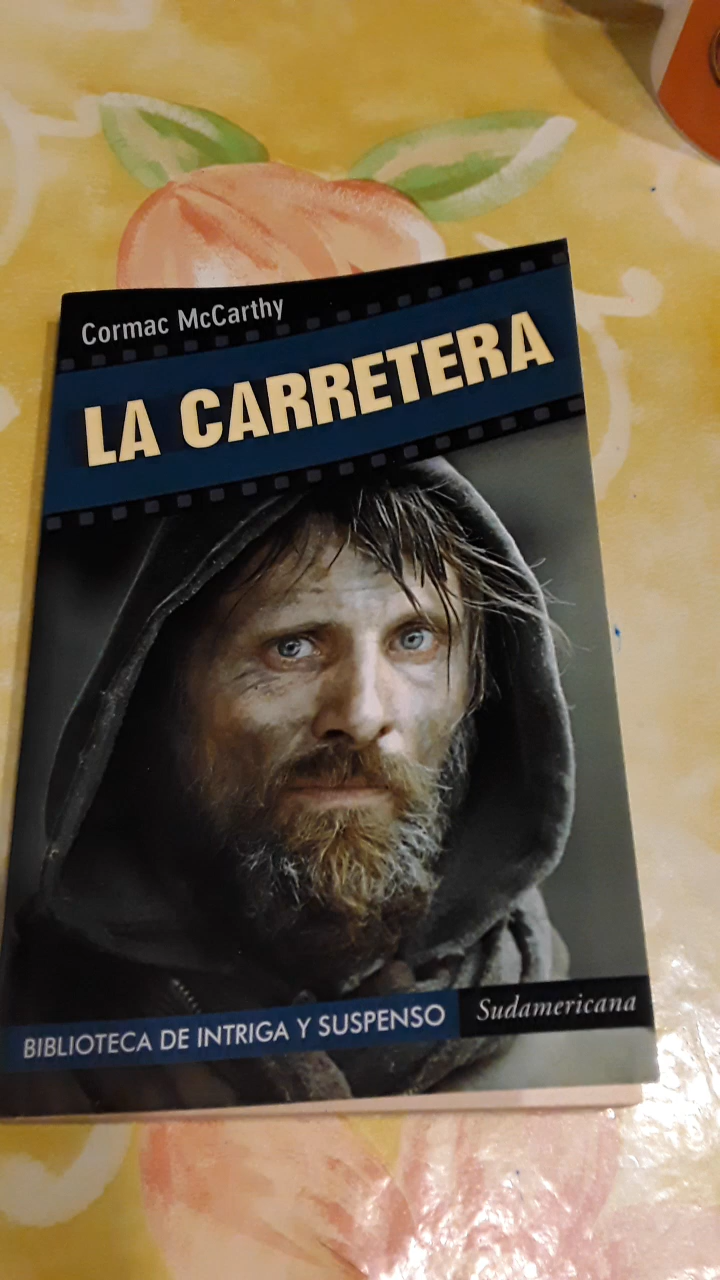 Cormac McCarthy
LA CARRETERA
BIBLIOTECA DE INTRIGA Y SUSPENSO
Sudamericana